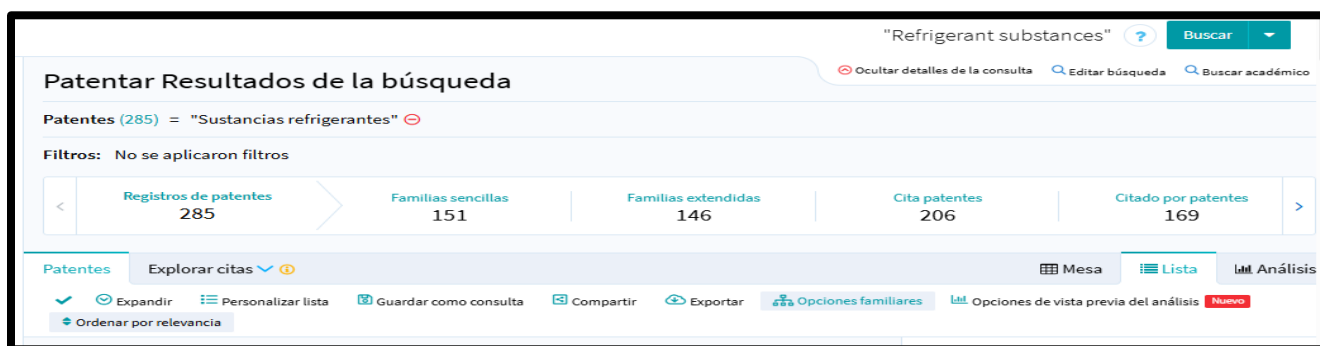 "Refrigerant substances" ? Buscar
Patentar Resultados de la búsqueda
Ocultar detalles de la consulta Editar búsqueda Buscar académico
Patentes (285) = "Sustancias refrigerantes"
Filtros: No se aplicaron filtros
< Registros de patentes Familias sencillas Familias extendidas Cita patentes Citado por patentes >
285 151 146 206 169
Patentes Explorar citas Mesa Lista Análisis
Expandir Personalizar lista Guardar como consulta Compartir Exportar Opciones familiares Opciones de vista previa del análisis Nuevo
Ordenar por relevancia